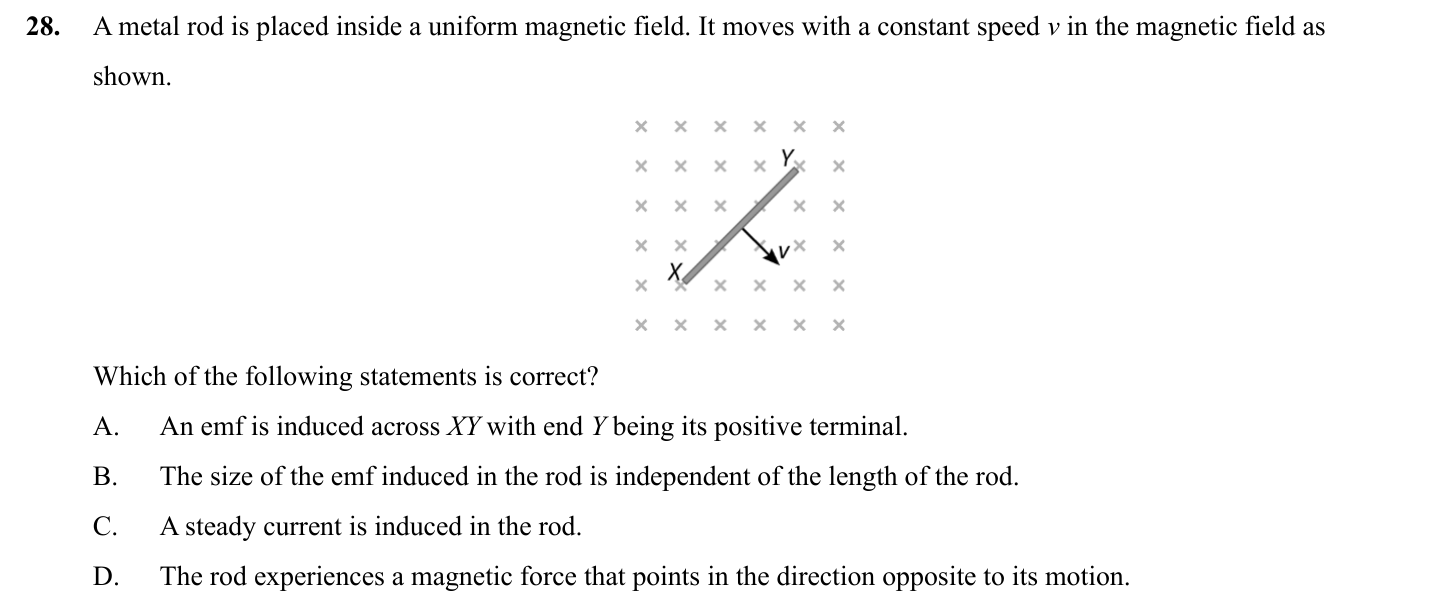 28. A metal rod is placed inside a uniform magnetic field. It moves with a constant speed v in the magnetic field as
shown.
× × × × × ×
× × × × Y × ×
× × × × × ×
× × × × v × ×
× X × × × × ×
× × × × × ×
Which of the following statements is correct?
A. An emf is induced across XY with end Y being its positive terminal.
B. The size of the emf induced in the rod is independent of the length of the rod.
C. A steady current is induced in the rod.
D. The rod experiences a magnetic force that points in the direction opposite to its motion.